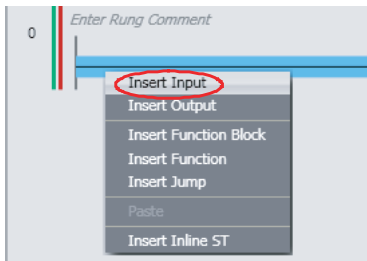 Enter Rung Comment
0
Insert Input
Insert Output
Insert Function Block
Insert Function
Insert Jump
Paste
Insert Inline ST